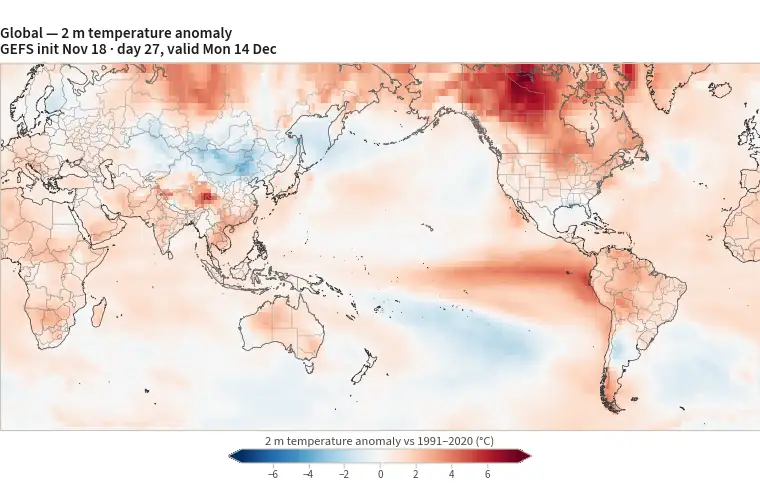 Global — 2 m temperature anomaly
GEFS init Nov 18 · day 27, valid Mon 14 Dec
2 m temperature anomaly vs 1991–2020 (°C)
−6 −4 −2 0 2 4 6